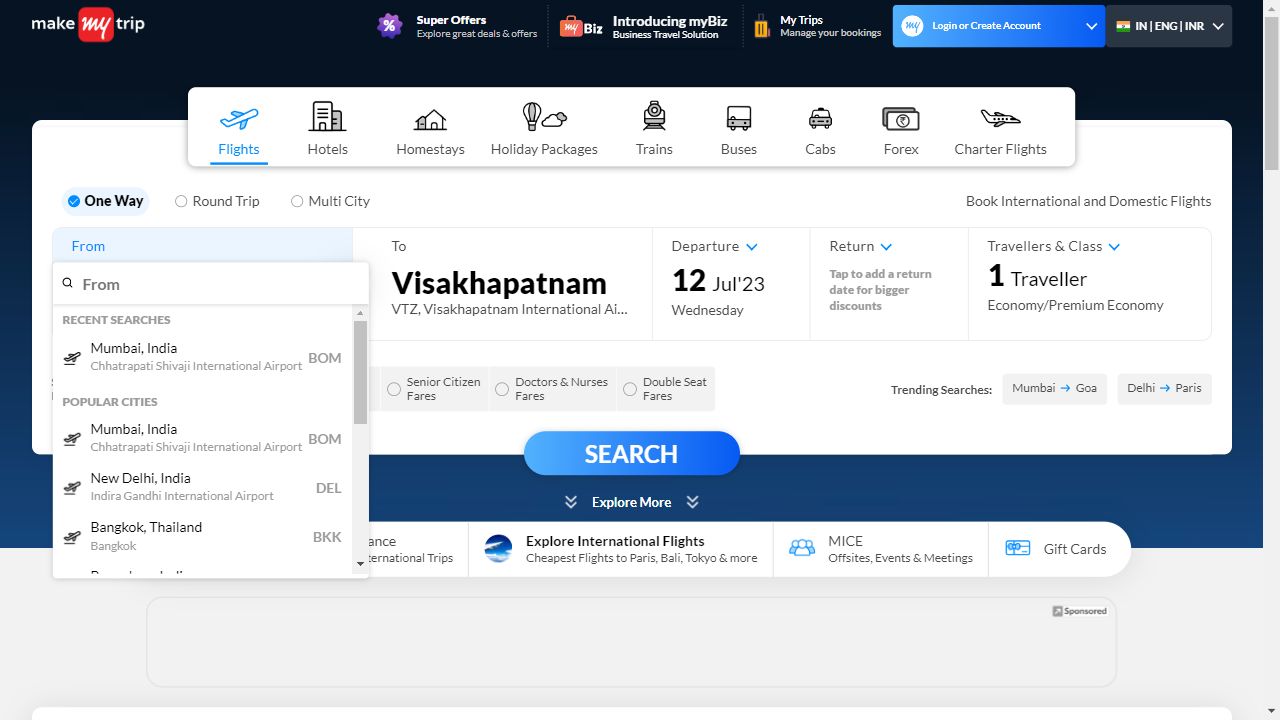 make my trip
%
Super Offers
Explore great deals & offers
my Biz
Introducing myBiz
Business Travel Solution
My Trips
Manage your bookings
my
Login or Create Account
IN | ENG | INR
Flights
Hotels
Homestays
Holiday Packages
Trains
Buses
Cabs
Forex
Charter Flights
One Way
Round Trip
Multi City
Book International and Domestic Flights
From
To
Departure
Return
Travellers & Class
From
Visakhapatnam
VTZ, Visakhapatnam International Ai...
12 Jul'23
Wednesday
Tap to add a return
date for bigger
discounts
1 Traveller
Economy/Premium Economy
RECENT SEARCHES
Mumbai, India
Chhatrapati Shivaji International Airport
BOM
POPULAR CITIES
Mumbai, India
Chhatrapati Shivaji International Airport
BOM
New Delhi, India
Indira Gandhi International Airport
DEL
Bangkok, Thailand
Bangkok
BKK
Senior Citizen
Fares
Doctors & Nurses
Fares
Double Seat
Fares
Trending Searches:
Mumbai → Goa
Delhi → Paris
SEARCH
Explore More
Explore International Flights
Cheapest Flights to Paris, Bali, Tokyo & more
MICE
Offsites, Events & Meetings
Gift Cards
Sponsored